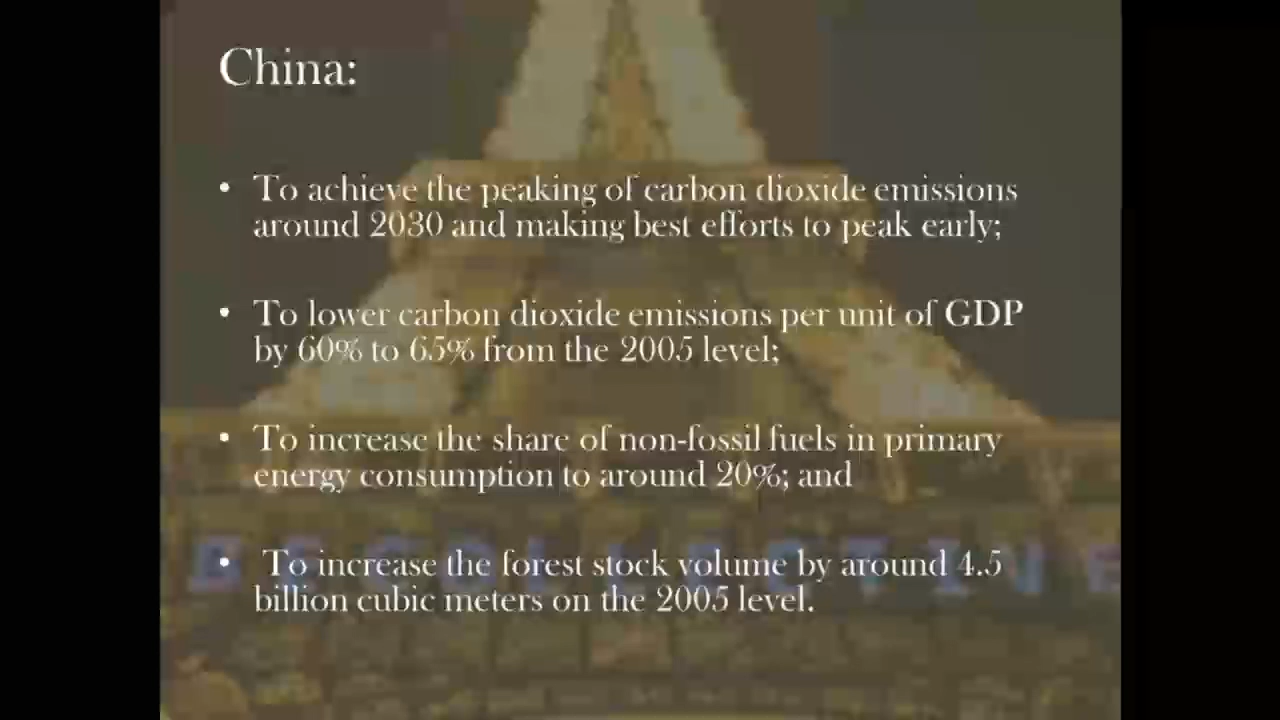 China:
• To achieve the peaking of carbon dioxide emissions
around 2030 and making best efforts to peak early;
• To lower carbon dioxide emissions per unit of GDP
by 60% to 65% from the 2005 level;
• To increase the share of non-fossil fuels in primary
energy consumption to around 20%; and
• To increase the forest stock volume by around 4.5
billion cubic meters on the 2005 level.